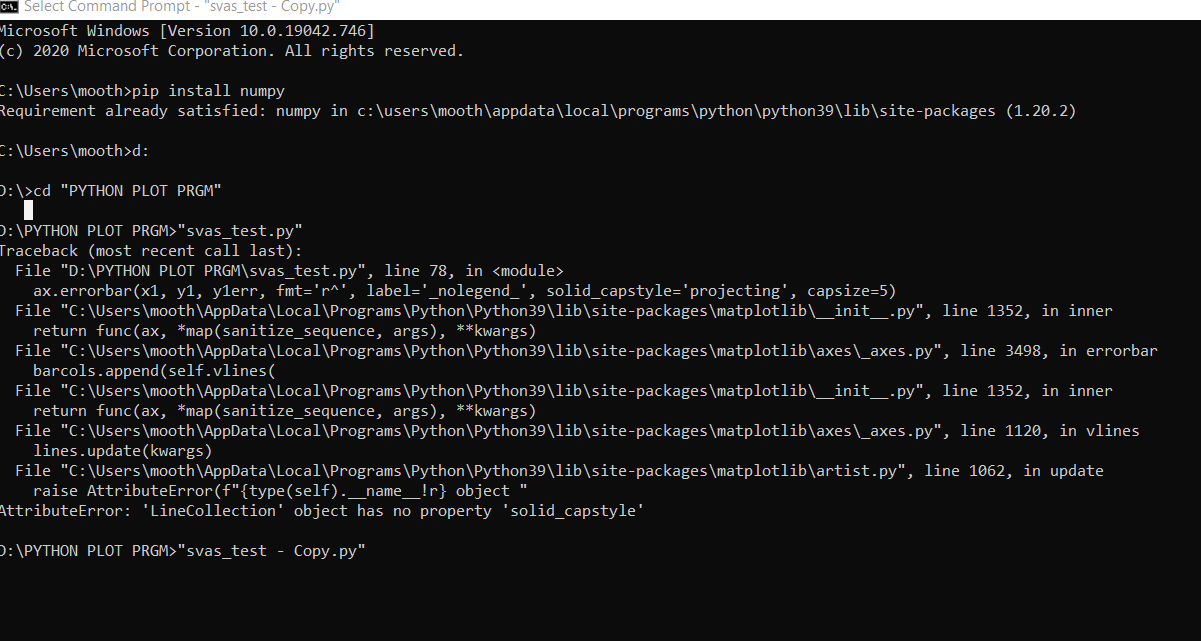 Select Command Prompt - "svas_test - Copy.py"
Microsoft Windows [Version 10.0.19042.746]
(c) 2020 Microsoft Corporation. All rights reserved.
C:\Users\mooth>pip install numpy
Requirement already satisfied: numpy in c:\users\mooth\appdata\local\programs\python\python39\lib\site-packages (1.20.2)
C:\Users\mooth>d:
D:\>cd "PYTHON PLOT PRGM"
D:\PYTHON PLOT PRGM>"svas_test.py"
Traceback (most recent call last):
  File "D:\PYTHON PLOT PRGM\svas_test.py", line 78, in <module>
    ax.errorbar(x1, y1, y1err, fmt='r^', label='_nolegend_', solid_capstyle='projecting', capsize=5)
  File "C:\Users\mooth\AppData\Local\Programs\Python\Python39\lib\site-packages\matplotlib\__init__.py", line 1352, in inner
    return func(ax, *map(sanitize_sequence, args), **kwargs)
  File "C:\Users\mooth\AppData\Local\Programs\Python\Python39\lib\site-packages\matplotlib\axes\_axes.py", line 3498, in errorbar
    barcols.append(self.vlines(
  File "C:\Users\mooth\AppData\Local\Programs\Python\Python39\lib\site-packages\matplotlib\__init__.py", line 1352, in inner
    return func(ax, *map(sanitize_sequence, args), **kwargs)
  File "C:\Users\mooth\AppData\Local\Programs\Python\Python39\lib\site-packages\matplotlib\axes\_axes.py", line 1120, in vlines
    lines.update(kwargs)
  File "C:\Users\mooth\AppData\Local\Programs\Python\Python39\lib\site-packages\matplotlib\artist.py", line 1062, in update
    raise AttributeError(f"{type(self).__name__!r} object "
AttributeError: 'LineCollection' object has no property 'solid_capstyle'
D:\PYTHON PLOT PRGM>"svas_test - Copy.py"